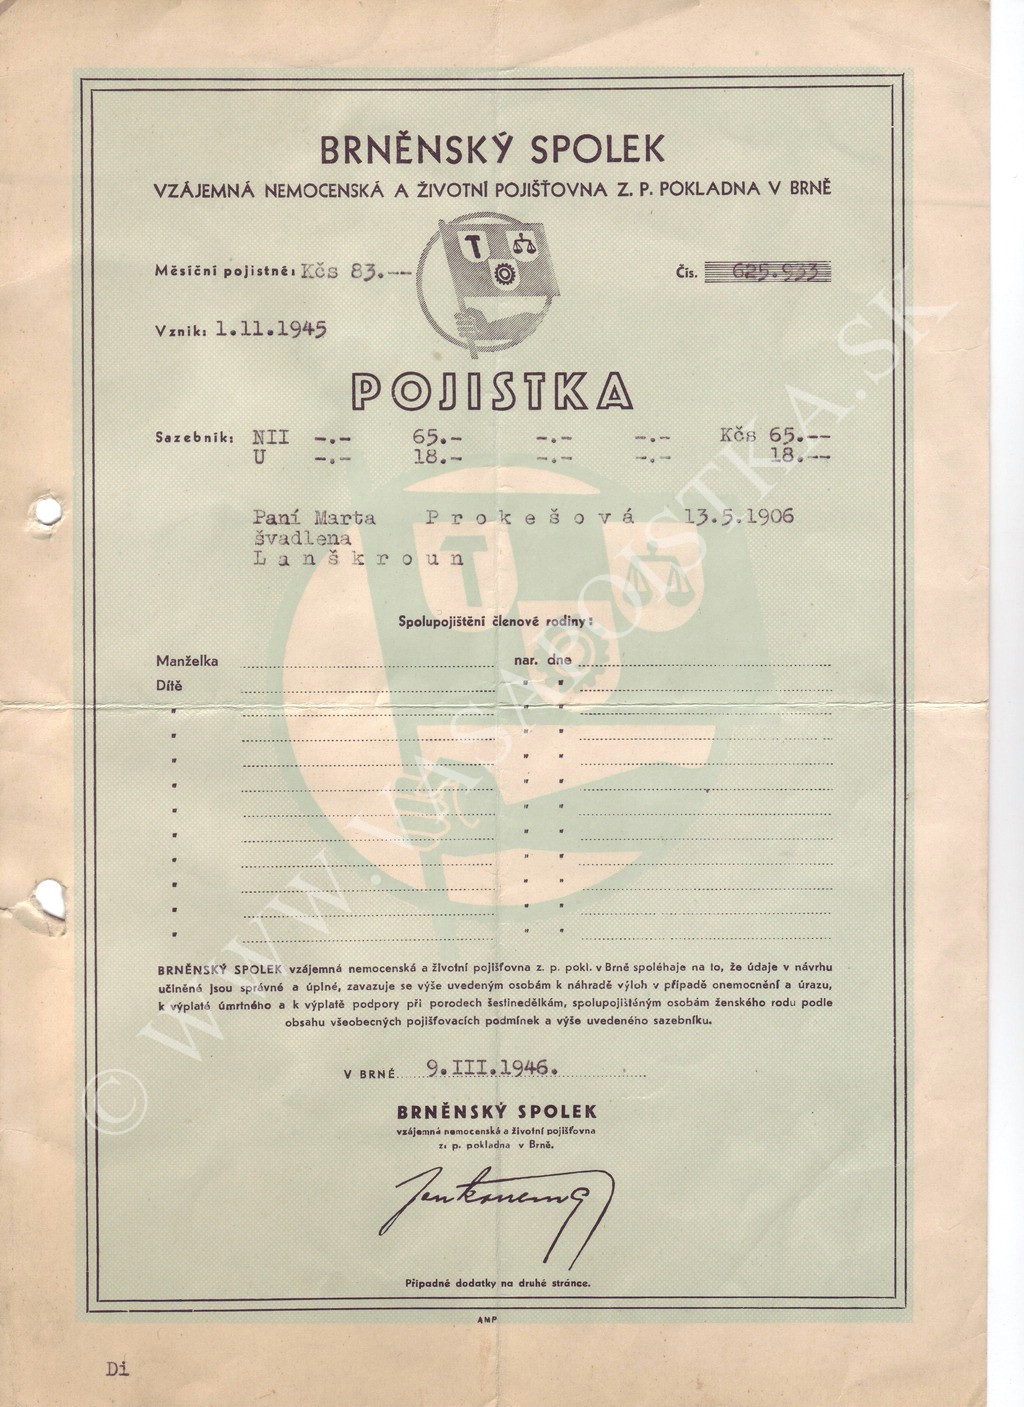 BRNĚNSKÝ SPOLEK
VZÁJEMNÁ NEMOCENSKÁ A ŽIVOTNÍ POJIŠŤOVNA Z. P. POKLADNA V BRNĚ
T
Měsíční pojistné: Kčs 83.--
Čís. 625.933
Vznik: 1.11.1945
POJISTKA
Sazebník: NII -.- 65.- -.- -.- Kčs 65.--
U -.- 18.- -.- -.- 18.--
Paní Marta Prokešová 13.5.1906
švadlena
Lanškroun
Spolupojištění členové rodiny:
Manželka nar. dne
Dítě " "
" " "
" " "
" " "
" " "
" " "
" " "
" " "
" " "
" " "
" " "
BRNĚNSKÝ SPOLEK vzájemná nemocenská a životní pojišťovna z. p. pokl. v Brně spoléhaje na to, že údaje v návrhu
učiněné jsou správné a úplné, zavazuje se výše uvedeným osobám k náhradě výloh v případě onemocnění a úrazu,
k výplatě úmrtného a k výplatě podpory při porodech šestinedělkám, spolupojištěným osobám ženského rodu podle
obsahu všeobecných pojišťovacích podmínek a výše uvedeného sazebníku.
V BRNĚ 9.III.1946.
BRNĚNSKÝ SPOLEK
vzájemná nemocenská a životní pojišťovna
z. p. pokladna v Brně.
Případné dodatky na druhé stránce.
AMP
Di
© WWW.VASAPOISTKA.SK